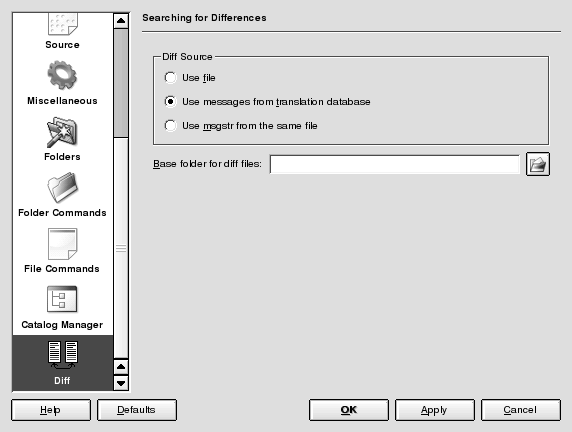 Searching for Differences
Source
Miscellaneous
Folders
Folder Commands
File Commands
Catalog Manager
Diff
Diff Source
Use file
Use messages from translation database
Use msgstr from the same file
Base folder for diff files:
Help
Defaults
OK
Apply
Cancel